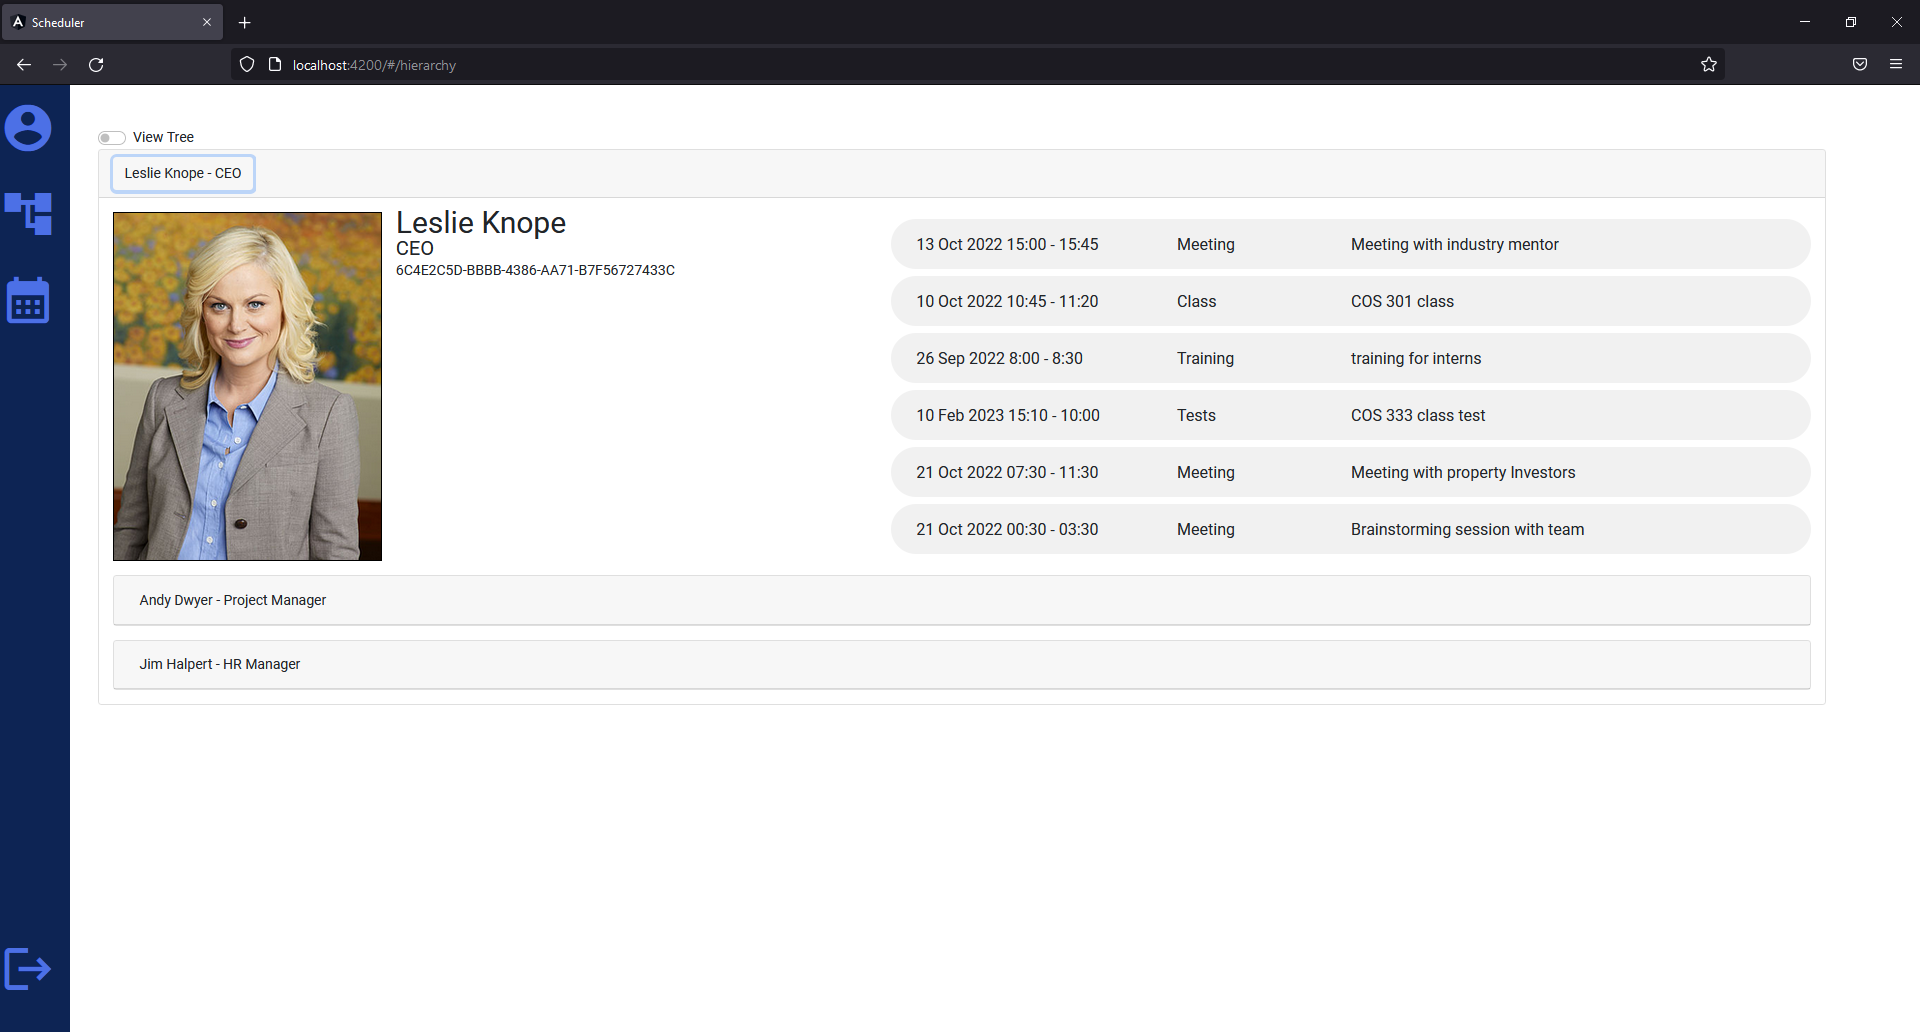 Scheduler
localhost:4200/#/hierarchy
View Tree
Leslie Knope - CEO
Leslie Knope
CEO
6C4E2C5D-BBBB-4386-AA71-B7F56727433C
13 Oct 2022 15:00 - 15:45 Meeting Meeting with industry mentor
10 Oct 2022 10:45 - 11:20 Class COS 301 class
26 Sep 2022 8:00 - 8:30 Training training for interns
10 Feb 2023 15:10 - 10:00 Tests COS 333 class test
21 Oct 2022 07:30 - 11:30 Meeting Meeting with property Investors
21 Oct 2022 00:30 - 03:30 Meeting Brainstorming session with team
Andy Dwyer - Project Manager
Jim Halpert - HR Manager